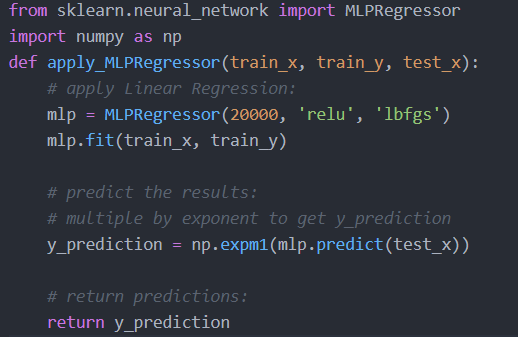 from sklearn.neural_network import MLPRegressor
import numpy as np
def apply_MLPRegressor(train_x, train_y, test_x):
    # apply Linear Regression:
    mlp = MLPRegressor(20000, 'relu', 'lbfgs')
    mlp.fit(train_x, train_y)

    # predict the results:
    # multiple by exponent to get y_prediction
    y_prediction = np.expm1(mlp.predict(test_x))

    # return predictions:
    return y_prediction